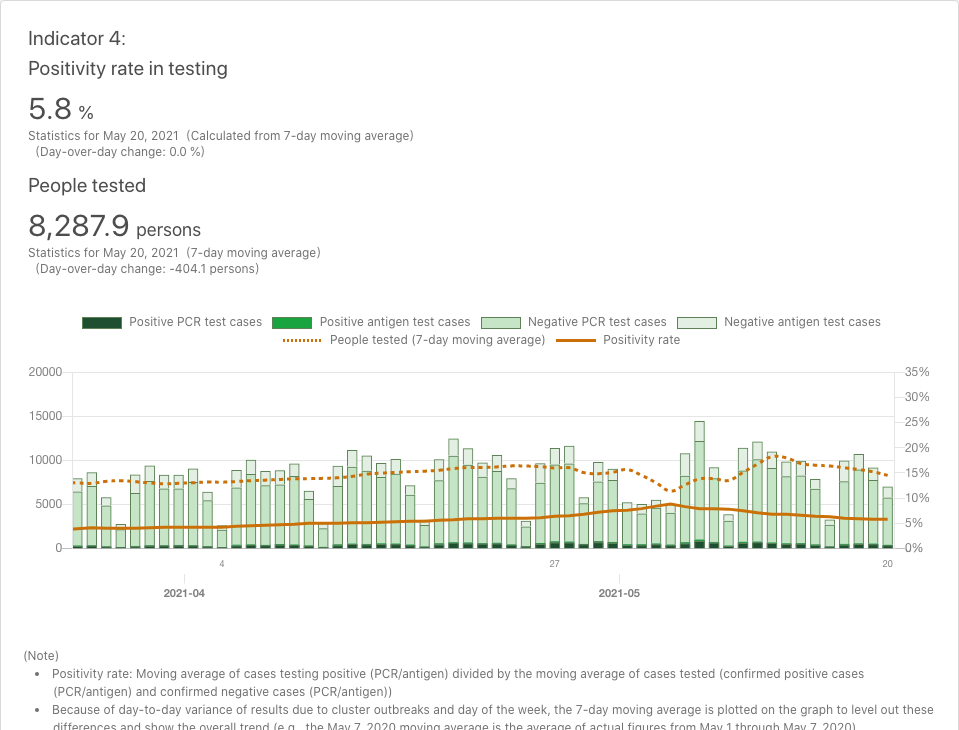 Indicator 4:
Positivity rate in testing
5.8 %
Statistics for May 20, 2021 (Calculated from 7-day moving average)
(Day-over-day change: 0.0 %)
People tested
8,287.9 persons
Statistics for May 20, 2021 (7-day moving average)
(Day-over-day change: -404.1 persons)
Positive PCR test cases Positive antigen test cases Negative PCR test cases Negative antigen test cases
People tested (7-day moving average) Positivity rate
20000 35%
30%
15000 25%
20%
10000 15%
10%
5000 5%
0 0%
4 27 20
2021-04 2021-05
(Note)
• Positivity rate: Moving average of cases testing positive (PCR/antigen) divided by the moving average of cases tested (confirmed positive cases
(PCR/antigen) and confirmed negative cases (PCR/antigen))
• Because of day-to-day variance of results due to cluster outbreaks and day of the week, the 7-day moving average is plotted on the graph to level out these
differences and show the overall trend (e.g., the May 7, 2020 moving average is the average of actual figures from May 1 through May 7, 2020)